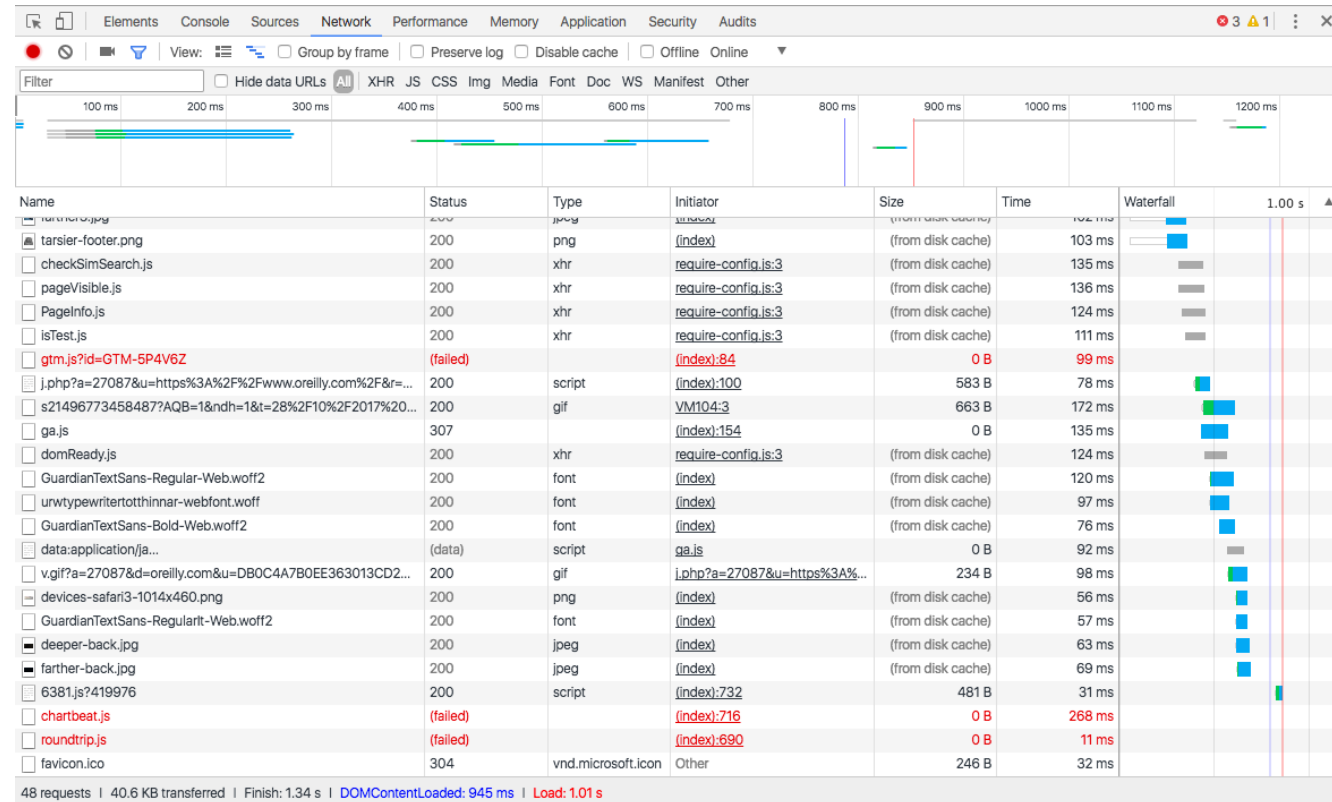 Elements Console Sources Network Performance Memory Application Security Audits 3 1
View: Group by frame Preserve log Disable cache Offline Online
Filter Hide data URLs All XHR JS CSS Img Media Font Doc WS Manifest Other
100 ms 200 ms 300 ms 400 ms 500 ms 600 ms 700 ms 800 ms 900 ms 1000 ms 1100 ms 1200 ms
Name Status Type Initiator Size Time Waterfall 1.00 s
200 jpeg (index) (from disk cache) 102 ms
tarsier-footer.png 200 png (index) (from disk cache) 103 ms
checkSimSearch.js 200 xhr require-config.js:3 (from disk cache) 135 ms
pageVisible.js 200 xhr require-config.js:3 (from disk cache) 136 ms
PageInfo.js 200 xhr require-config.js:3 (from disk cache) 124 ms
isTest.js 200 xhr require-config.js:3 (from disk cache) 111 ms
gtm.js?id=GTM-5P4V6Z (failed) (index):84 0 B 99 ms
j.php?a=27087&u=https%3A%2F%2Fwww.oreilly.com%2F&r=... 200 script (index):100 583 B 78 ms
s21496773458487?AQB=1&ndh=1&t=28%2F10%2F2017%20... 200 gif VM104:3 663 B 172 ms
ga.js 307 (index):154 0 B 135 ms
domReady.js 200 xhr require-config.js:3 (from disk cache) 124 ms
GuardianTextSans-Regular-Web.woff2 200 font (index) (from disk cache) 120 ms
urwtypewritertotthinnar-webfont.woff 200 font (index) (from disk cache) 97 ms
GuardianTextSans-Bold-Web.woff2 200 font (index) (from disk cache) 76 ms
data:application/ja... (data) script ga.js 0 B 92 ms
v.gif?a=27087&d=oreilly.com&u=DB0C4A7B0EE363013CD2... 200 gif j.php?a=27087&u=https%3A%... 234 B 98 ms
devices-safari3-1014x460.png 200 png (index) (from disk cache) 56 ms
GuardianTextSans-RegularIt-Web.woff2 200 font (index) (from disk cache) 57 ms
deeper-back.jpg 200 jpeg (index) (from disk cache) 63 ms
farther-back.jpg 200 jpeg (index) (from disk cache) 69 ms
6381.js?419976 200 script (index):732 481 B 31 ms
chartbeat.js (failed) (index):716 0 B 268 ms
roundtrip.js (failed) (index):690 0 B 11 ms
favicon.ico 304 vnd.microsoft.icon Other 246 B 32 ms
48 requests | 40.6 KB transferred | Finish: 1.34 s | DOMContentLoaded: 945 ms | Load: 1.01 s